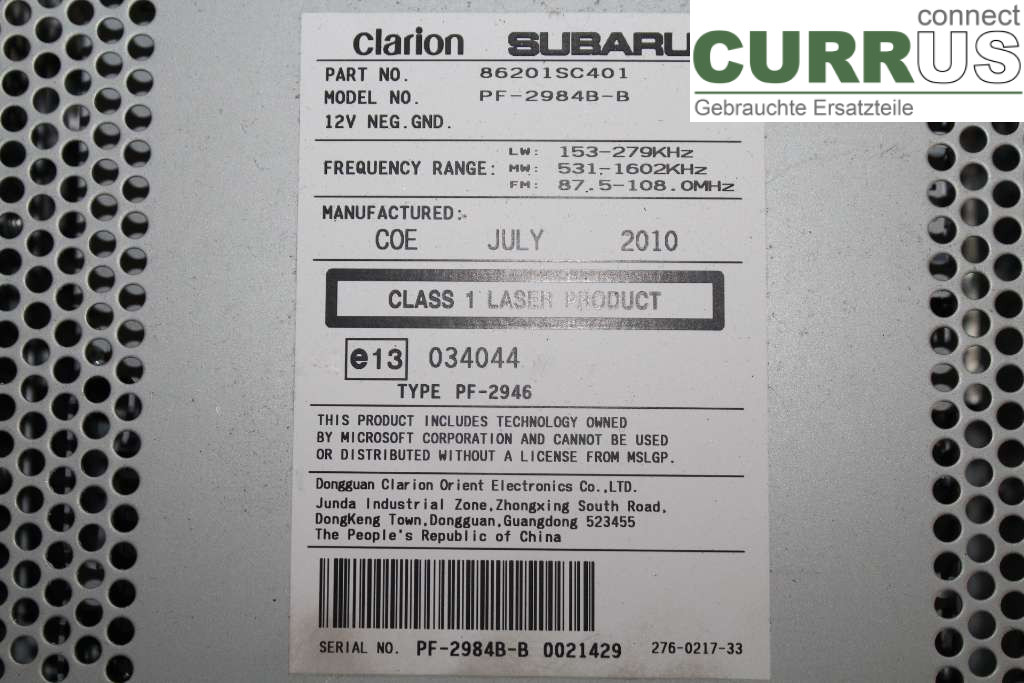 clarion SUBARU
PART NO. 86201SC401
MODEL NO. PF-2984B-B
12V NEG.GND.
FREQUENCY RANGE: LW: 153-279KHz
MW: 531-1602KHz
FM: 87.5-108.0MHz
MANUFACTURED:
COE JULY 2010
CLASS 1 LASER PRODUCT
e13 034044
TYPE PF-2946
THIS PRODUCT INCLUDES TECHNOLOGY OWNED
BY MICROSOFT CORPORATION AND CANNOT BE USED
OR DISTRIBUTED WITHOUT A LICENSE FROM MSLGP.
Dongguan Clarion Orient Electronics Co.,LTD.
Junda Industrial Zone,Zhongxing South Road,
DongKeng Town,Dongguan,Guangdong 523455
The People's Republic of China
SERIAL NO. PF-2984B-B 0021429 276-0217-33
connect
CURRUS
Gebrauchte Ersatzteile